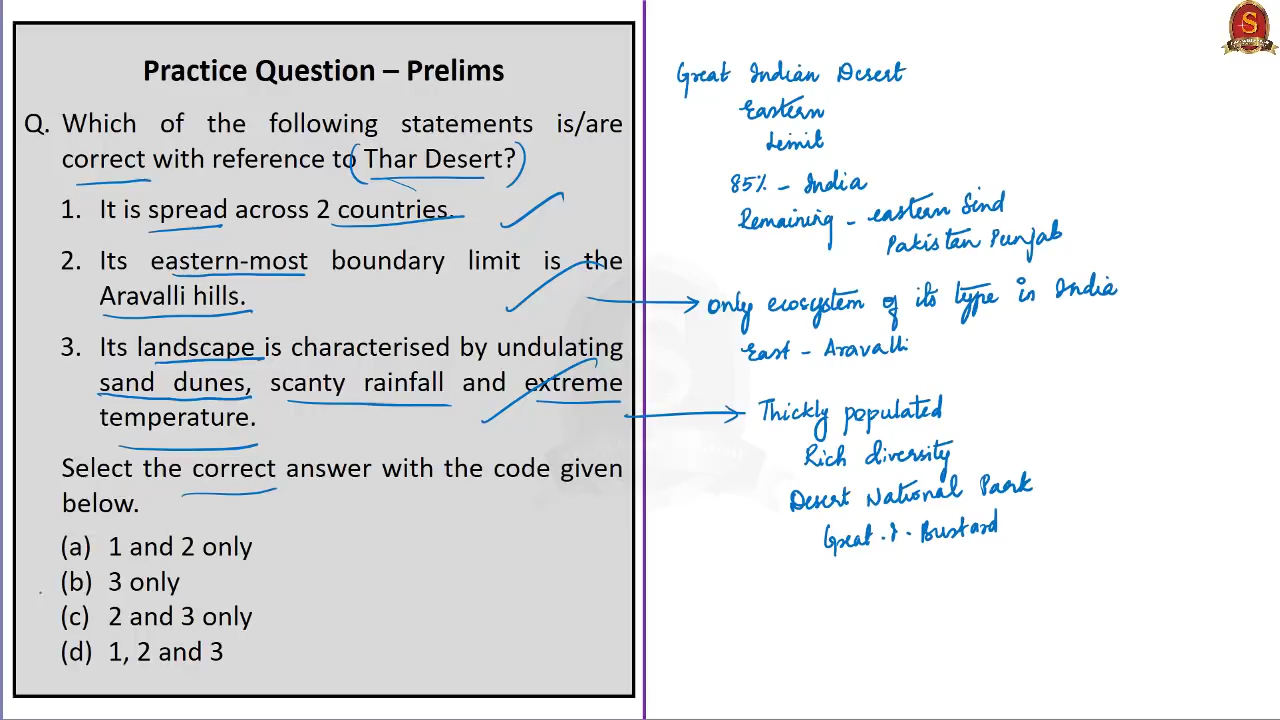 Practice Question – Prelims
Q. Which of the following statements is/are
correct with reference to Thar Desert?
1. It is spread across 2 countries.
2. Its eastern-most boundary limit is the
Aravalli hills.
3. Its landscape is characterised by undulating
sand dunes, scanty rainfall and extreme
temperature.
Select the correct answer with the code given
below.
(a) 1 and 2 only
(b) 3 only
(c) 2 and 3 only
(d) 1, 2 and 3
Great Indian Desert
Eastern
Limit
85% - India
Remaining - eastern Sind
Pakistan Punjab
only ecosystem of its type in India
East - Aravalli
Thickly populated
Rich diversity
Desert National Park
Great . I . Bustard
S